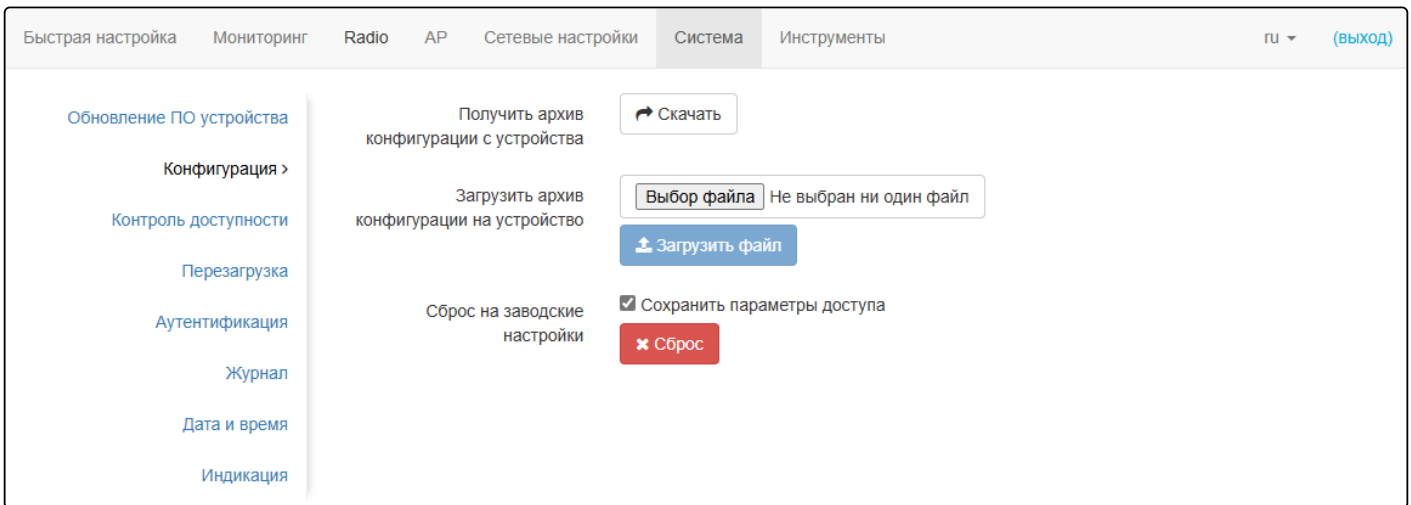 Быстрая настройка Мониторинг Radio AP Сетевые настройки Система Инструменты ru (выход)
Обновление ПО устройства
Конфигурация >
Контроль доступности
Перезагрузка
Аутентификация
Журнал
Дата и время
Индикация
Получить архив
конфигурации с устройства
Скачать
Загрузить архив
конфигурации на устройство
Выбор файла Не выбран ни один файл
Загрузить файл
Сброс на заводские
настройки
Сохранить параметры доступа
Сброс